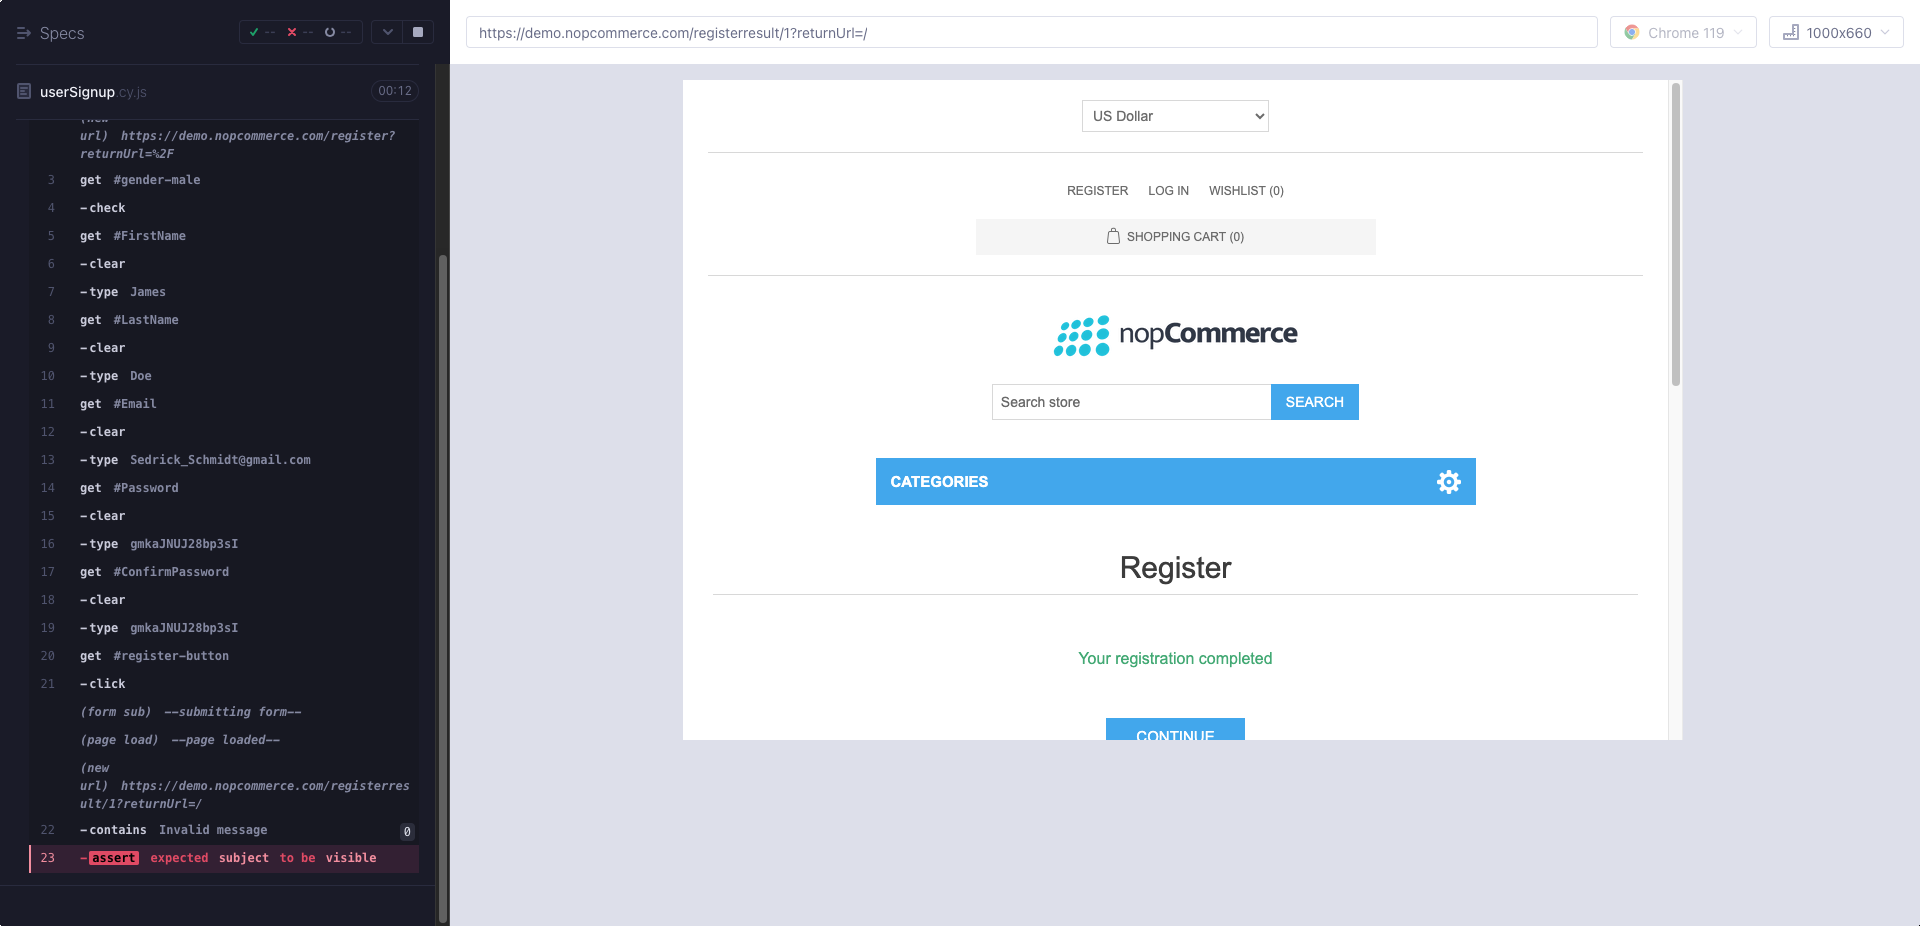 Specs
-- -- --
https://demo.nopcommerce.com/registerresult/1?returnUrl=/
Chrome 119
1000x660
userSignup.cy.js
00:12
(new
url) https://demo.nopcommerce.com/register?
returnUrl=%2F
3 get #gender-male
4 -check
5 get #FirstName
6 -clear
7 -type James
8 get #LastName
9 -clear
10 -type Doe
11 get #Email
12 -clear
13 -type Sedrick_Schmidt@gmail.com
14 get #Password
15 -clear
16 -type gmkaJNUJ28bp3sI
17 get #ConfirmPassword
18 -clear
19 -type gmkaJNUJ28bp3sI
20 get #register-button
21 -click
(form sub) --submitting form--
(page load) --page loaded--
(new
url) https://demo.nopcommerce.com/registerres
ult/1?returnUrl=/
22 -contains Invalid message 0
23 -assert expected subject to be visible
US Dollar
REGISTER LOG IN WISHLIST (0)
SHOPPING CART (0)
nopCommerce
Search store SEARCH
CATEGORIES
Register
Your registration completed
CONTINUE